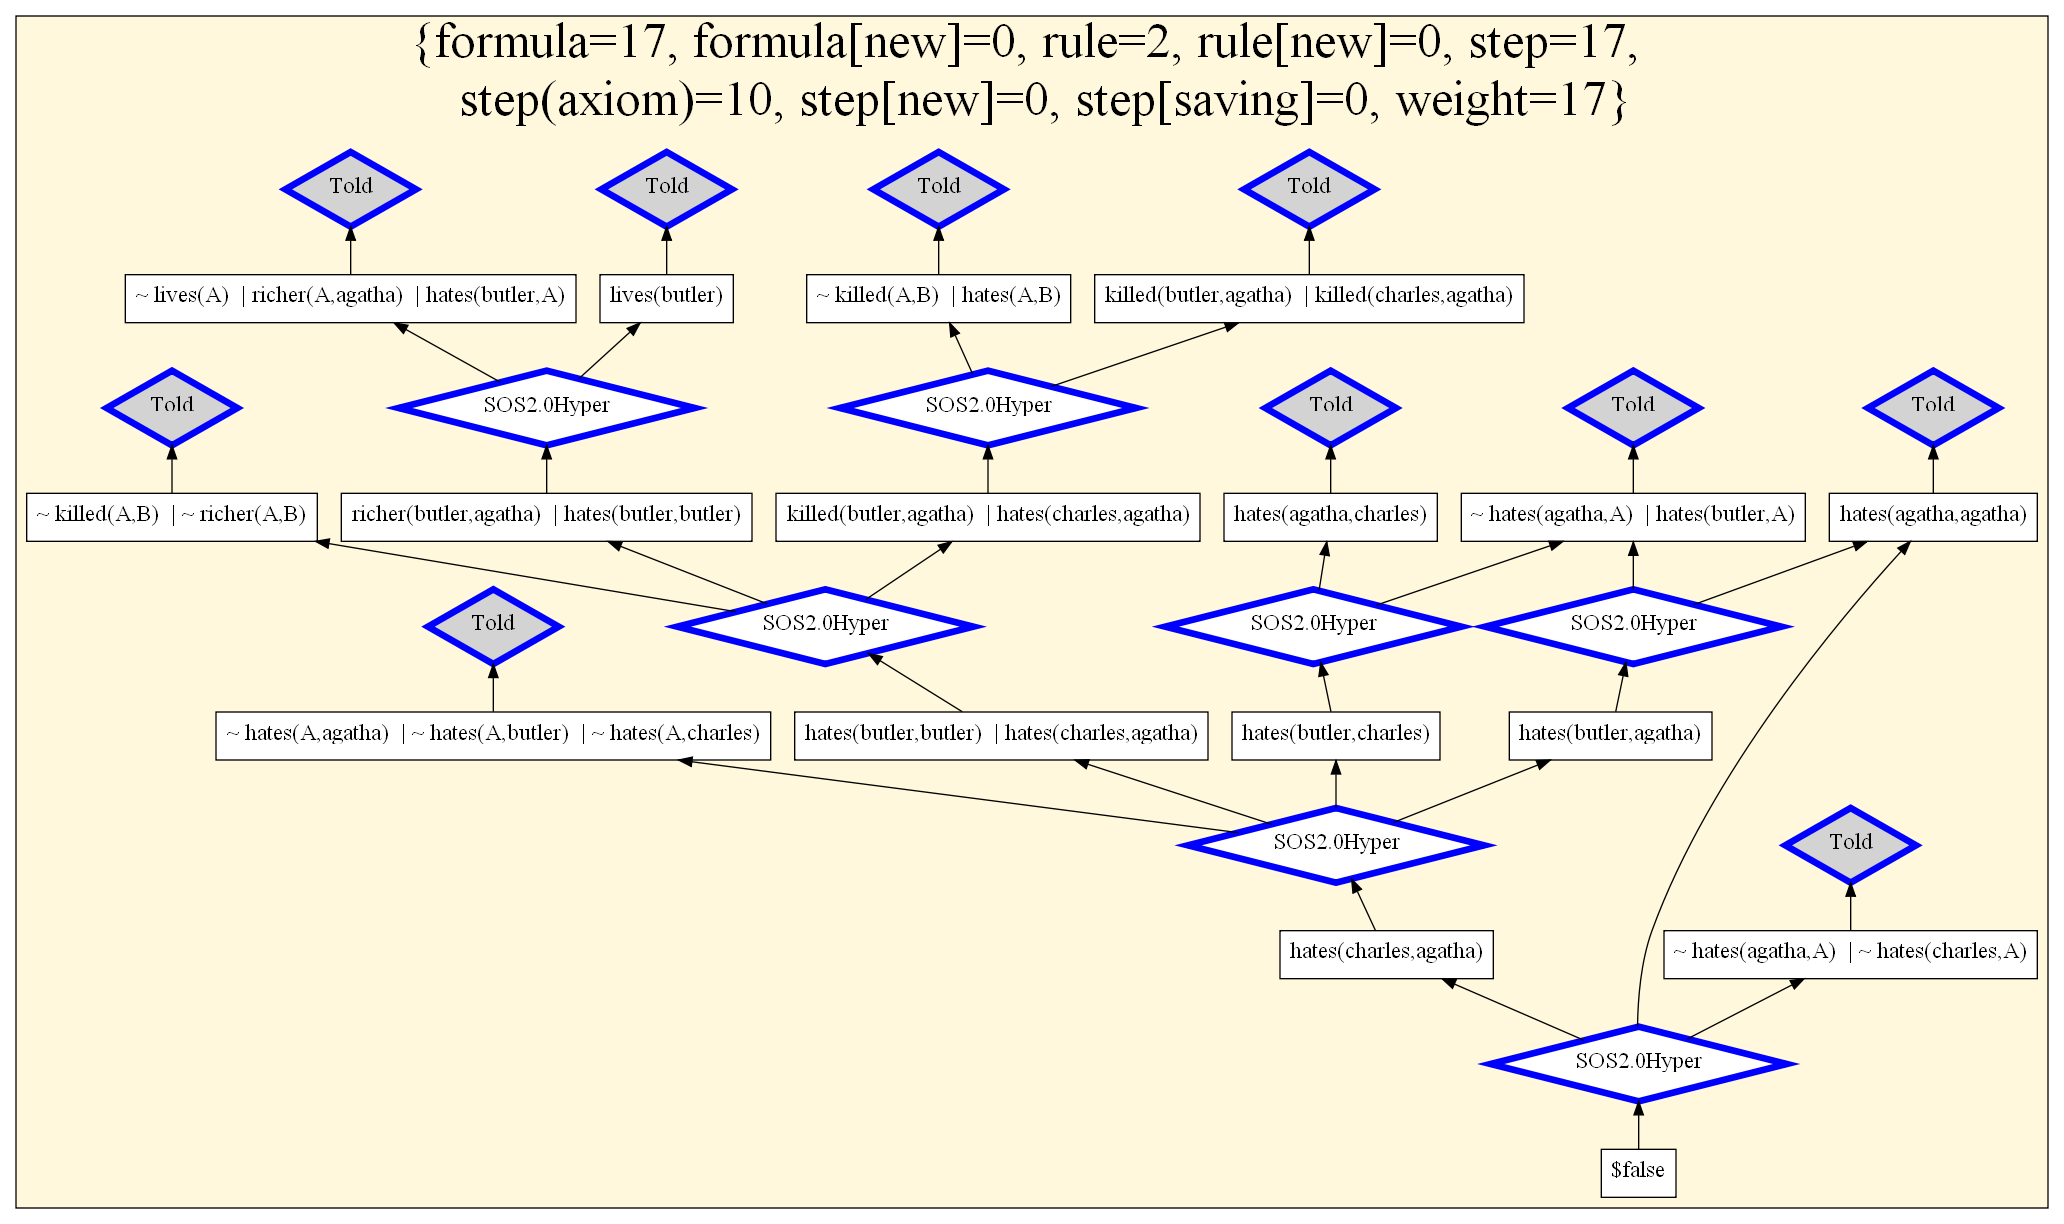 {formula=17, formula[new]=0, rule=2, rule[new]=0, step=17,
step(axiom)=10, step[new]=0, step[saving]=0, weight=17}
Told
Told
Told
Told
~ lives(A) | richer(A,agatha) | hates(butler,A)
lives(butler)
~ killed(A,B) | hates(A,B)
killed(butler,agatha) | killed(charles,agatha)
Told
SOS2.0Hyper
SOS2.0Hyper
Told
Told
Told
~ killed(A,B) | ~ richer(A,B)
richer(butler,agatha) | hates(butler,butler)
killed(butler,agatha) | hates(charles,agatha)
hates(agatha,charles)
~ hates(agatha,A) | hates(butler,A)
hates(agatha,agatha)
Told
SOS2.0Hyper
SOS2.0Hyper
SOS2.0Hyper
~ hates(A,agatha) | ~ hates(A,butler) | ~ hates(A,charles)
hates(butler,butler) | hates(charles,agatha)
hates(butler,charles)
hates(butler,agatha)
SOS2.0Hyper
Told
hates(charles,agatha)
~ hates(agatha,A) | ~ hates(charles,A)
SOS2.0Hyper
$false